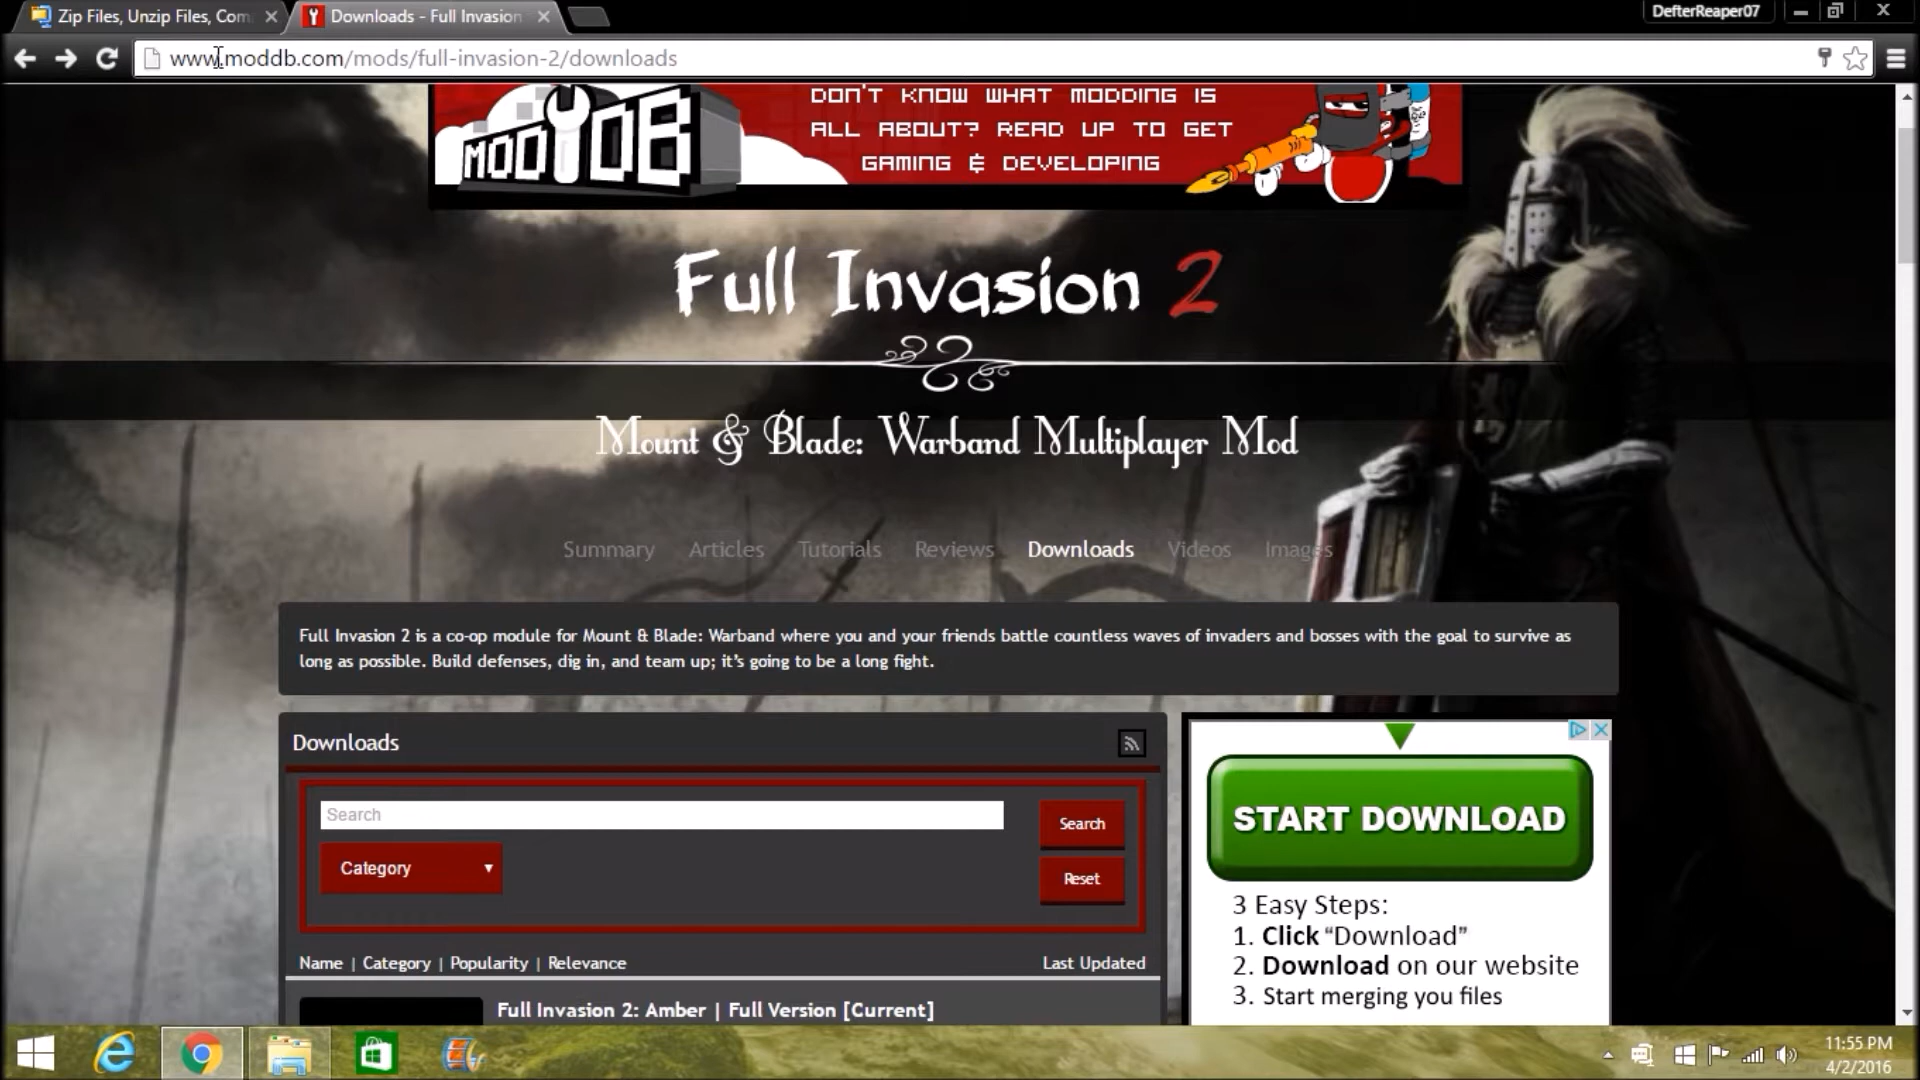 Zip Files, Unzip Files, Com
Downloads - Full Invasion
DefterReaper07
www.moddb.com/mods/full-invasion-2/downloads
MOD DB
DON'T KNOW WHAT MODDING IS
ALL ABOUT? READ UP TO GET
GAMING & DEVELOPING
Full Invasion 2
Mount & Blade: Warband Multiplayer Mod
Summary Articles Tutorials Reviews Downloads Videos Images
Full Invasion 2 is a co-op module for Mount & Blade: Warband where you and your friends battle countless waves of invaders and bosses with the goal to survive as
long as possible. Build defenses, dig in, and team up; it's going to be a long fight.
Downloads
Search
Search
Category
Reset
Name | Category | Popularity | Relevance
Last Updated
Full Invasion 2: Amber | Full Version [Current]
START DOWNLOAD
3 Easy Steps:
1. Click “Download”
2. Download on our website
3. Start merging you files
11:55 PM
4/2/2016